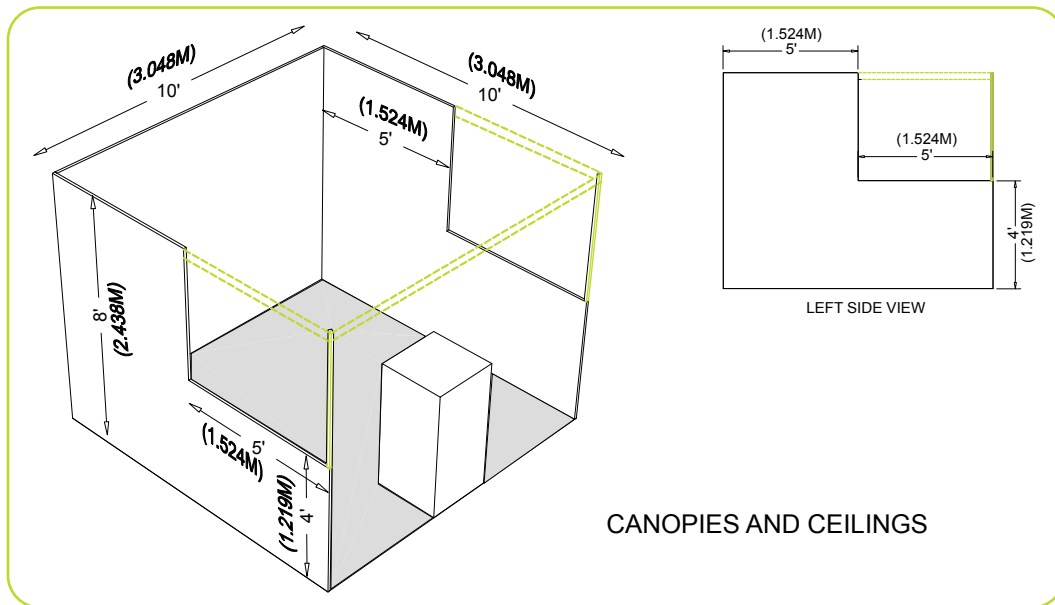 (3.048M)
10'
(3.048M)
10'
(1.524M)
5'
8'
(2.438M)
5'
(1.524M)
4'
(1.219M)
(1.524M)
5'
(1.524M)
5'
4'
(1.219M)
LEFT SIDE VIEW
CANOPIES AND CEILINGS